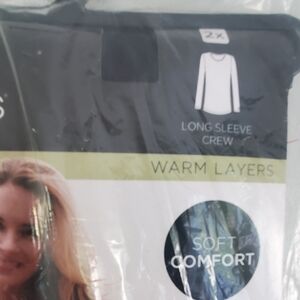 2X
LONG SLEEVE
CREW
S
WARM LAYERS
SOFT
COMFORT